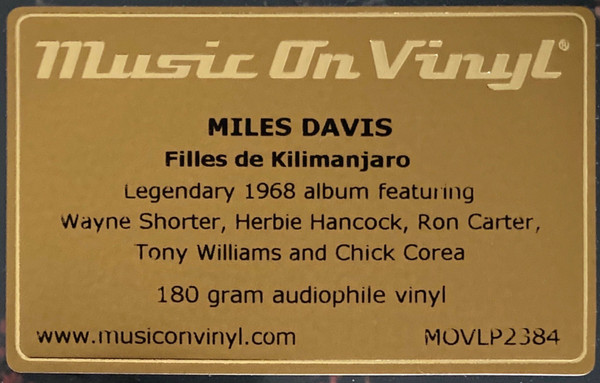 Music On Vinyl®
MILES DAVIS
Filles de Kilimanjaro
Legendary 1968 album featuring
Wayne Shorter, Herbie Hancock, Ron Carter,
Tony Williams and Chick Corea
180 gram audiophile vinyl
www.musiconvinyl.com MOVLP2384